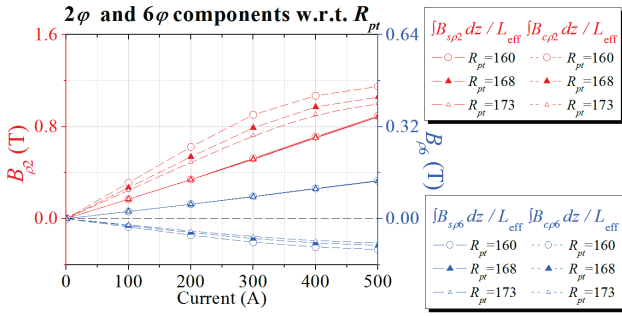 2φ and 6φ components w.r.t. R_pt
1.6
0.8
0.0
B_ρ2 (T)
0.64
0.32
0.00
B_ρ6 (T)
0 100 200 300 400 500
Current (A)
∫B_sρ2 dz / L_eff ∫B_cρ2 dz / L_eff
R_pt=160 R_pt=160
R_pt=168 R_pt=168
R_pt=173 R_pt=173
∫B_sρ6 dz / L_eff ∫B_cρ6 dz / L_eff
R_pt=160 R_pt=160
R_pt=168 R_pt=168
R_pt=173 R_pt=173